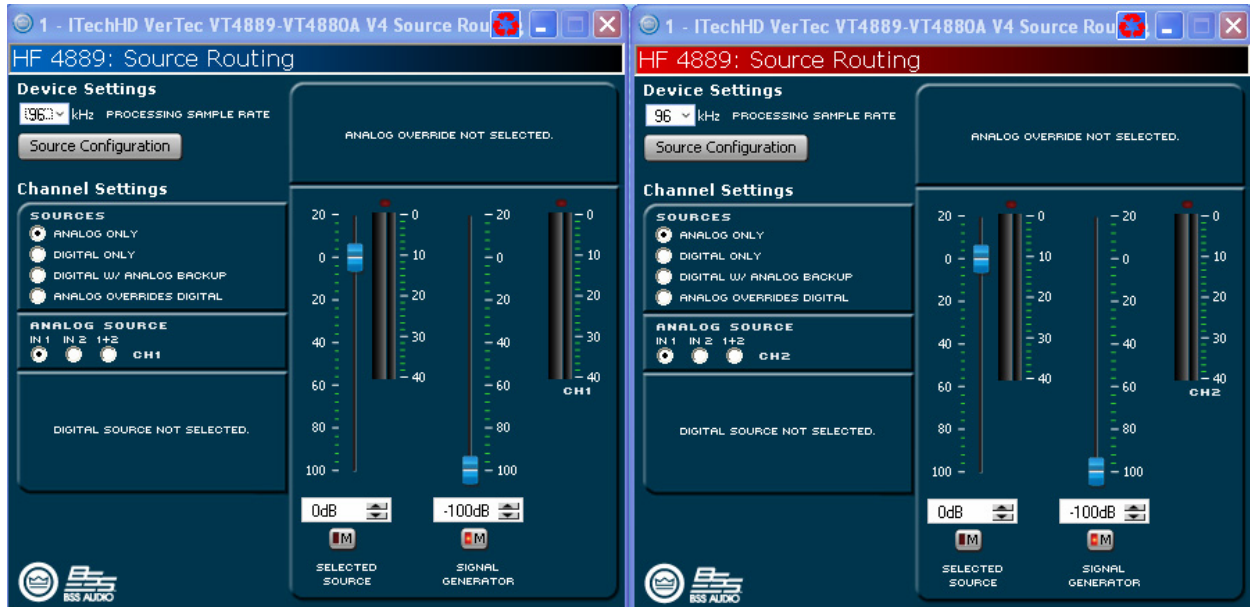 1 - ITechHD VerTec VT4889-VT4880A V4 Source Rou
HF 4889: Source Routing
Device Settings
96 kHz PROCESSING SAMPLE RATE
Source Configuration
ANALOG OVERRIDE NOT SELECTED.
Channel Settings
SOURCES
ANALOG ONLY
DIGITAL ONLY
DIGITAL W/ ANALOG BACKUP
ANALOG OVERRIDES DIGITAL
ANALOG SOURCE
IN 1 IN 2 1+2
CH1
DIGITAL SOURCE NOT SELECTED.
20 0 20 0
0 10 0 10
20 20 20 20
40 30 40 30
60 40 60 40
CH1
80 80
100 100
0dB -100dB
M M
SELECTED SOURCE
SIGNAL GENERATOR
BSS AUDIO
1 - ITechHD VerTec VT4889-VT4880A V4 Source Rou
HF 4889: Source Routing
Device Settings
96 kHz PROCESSING SAMPLE RATE
Source Configuration
ANALOG OVERRIDE NOT SELECTED.
Channel Settings
SOURCES
ANALOG ONLY
DIGITAL ONLY
DIGITAL W/ ANALOG BACKUP
ANALOG OVERRIDES DIGITAL
ANALOG SOURCE
IN 1 IN 2 1+2
CH2
DIGITAL SOURCE NOT SELECTED.
20 0 20 0
0 10 0 10
20 20 20 20
40 30 40 30
60 40 60 40
CH2
80 80
100 100
0dB -100dB
M M
SELECTED SOURCE
SIGNAL GENERATOR
BSS AUDIO